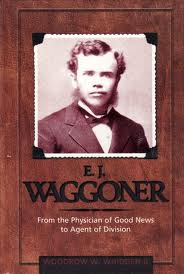 E. J.
WAGGONER
From the Physician of Good News
to Agent of Division
WOODROW W. WHIDDEN II